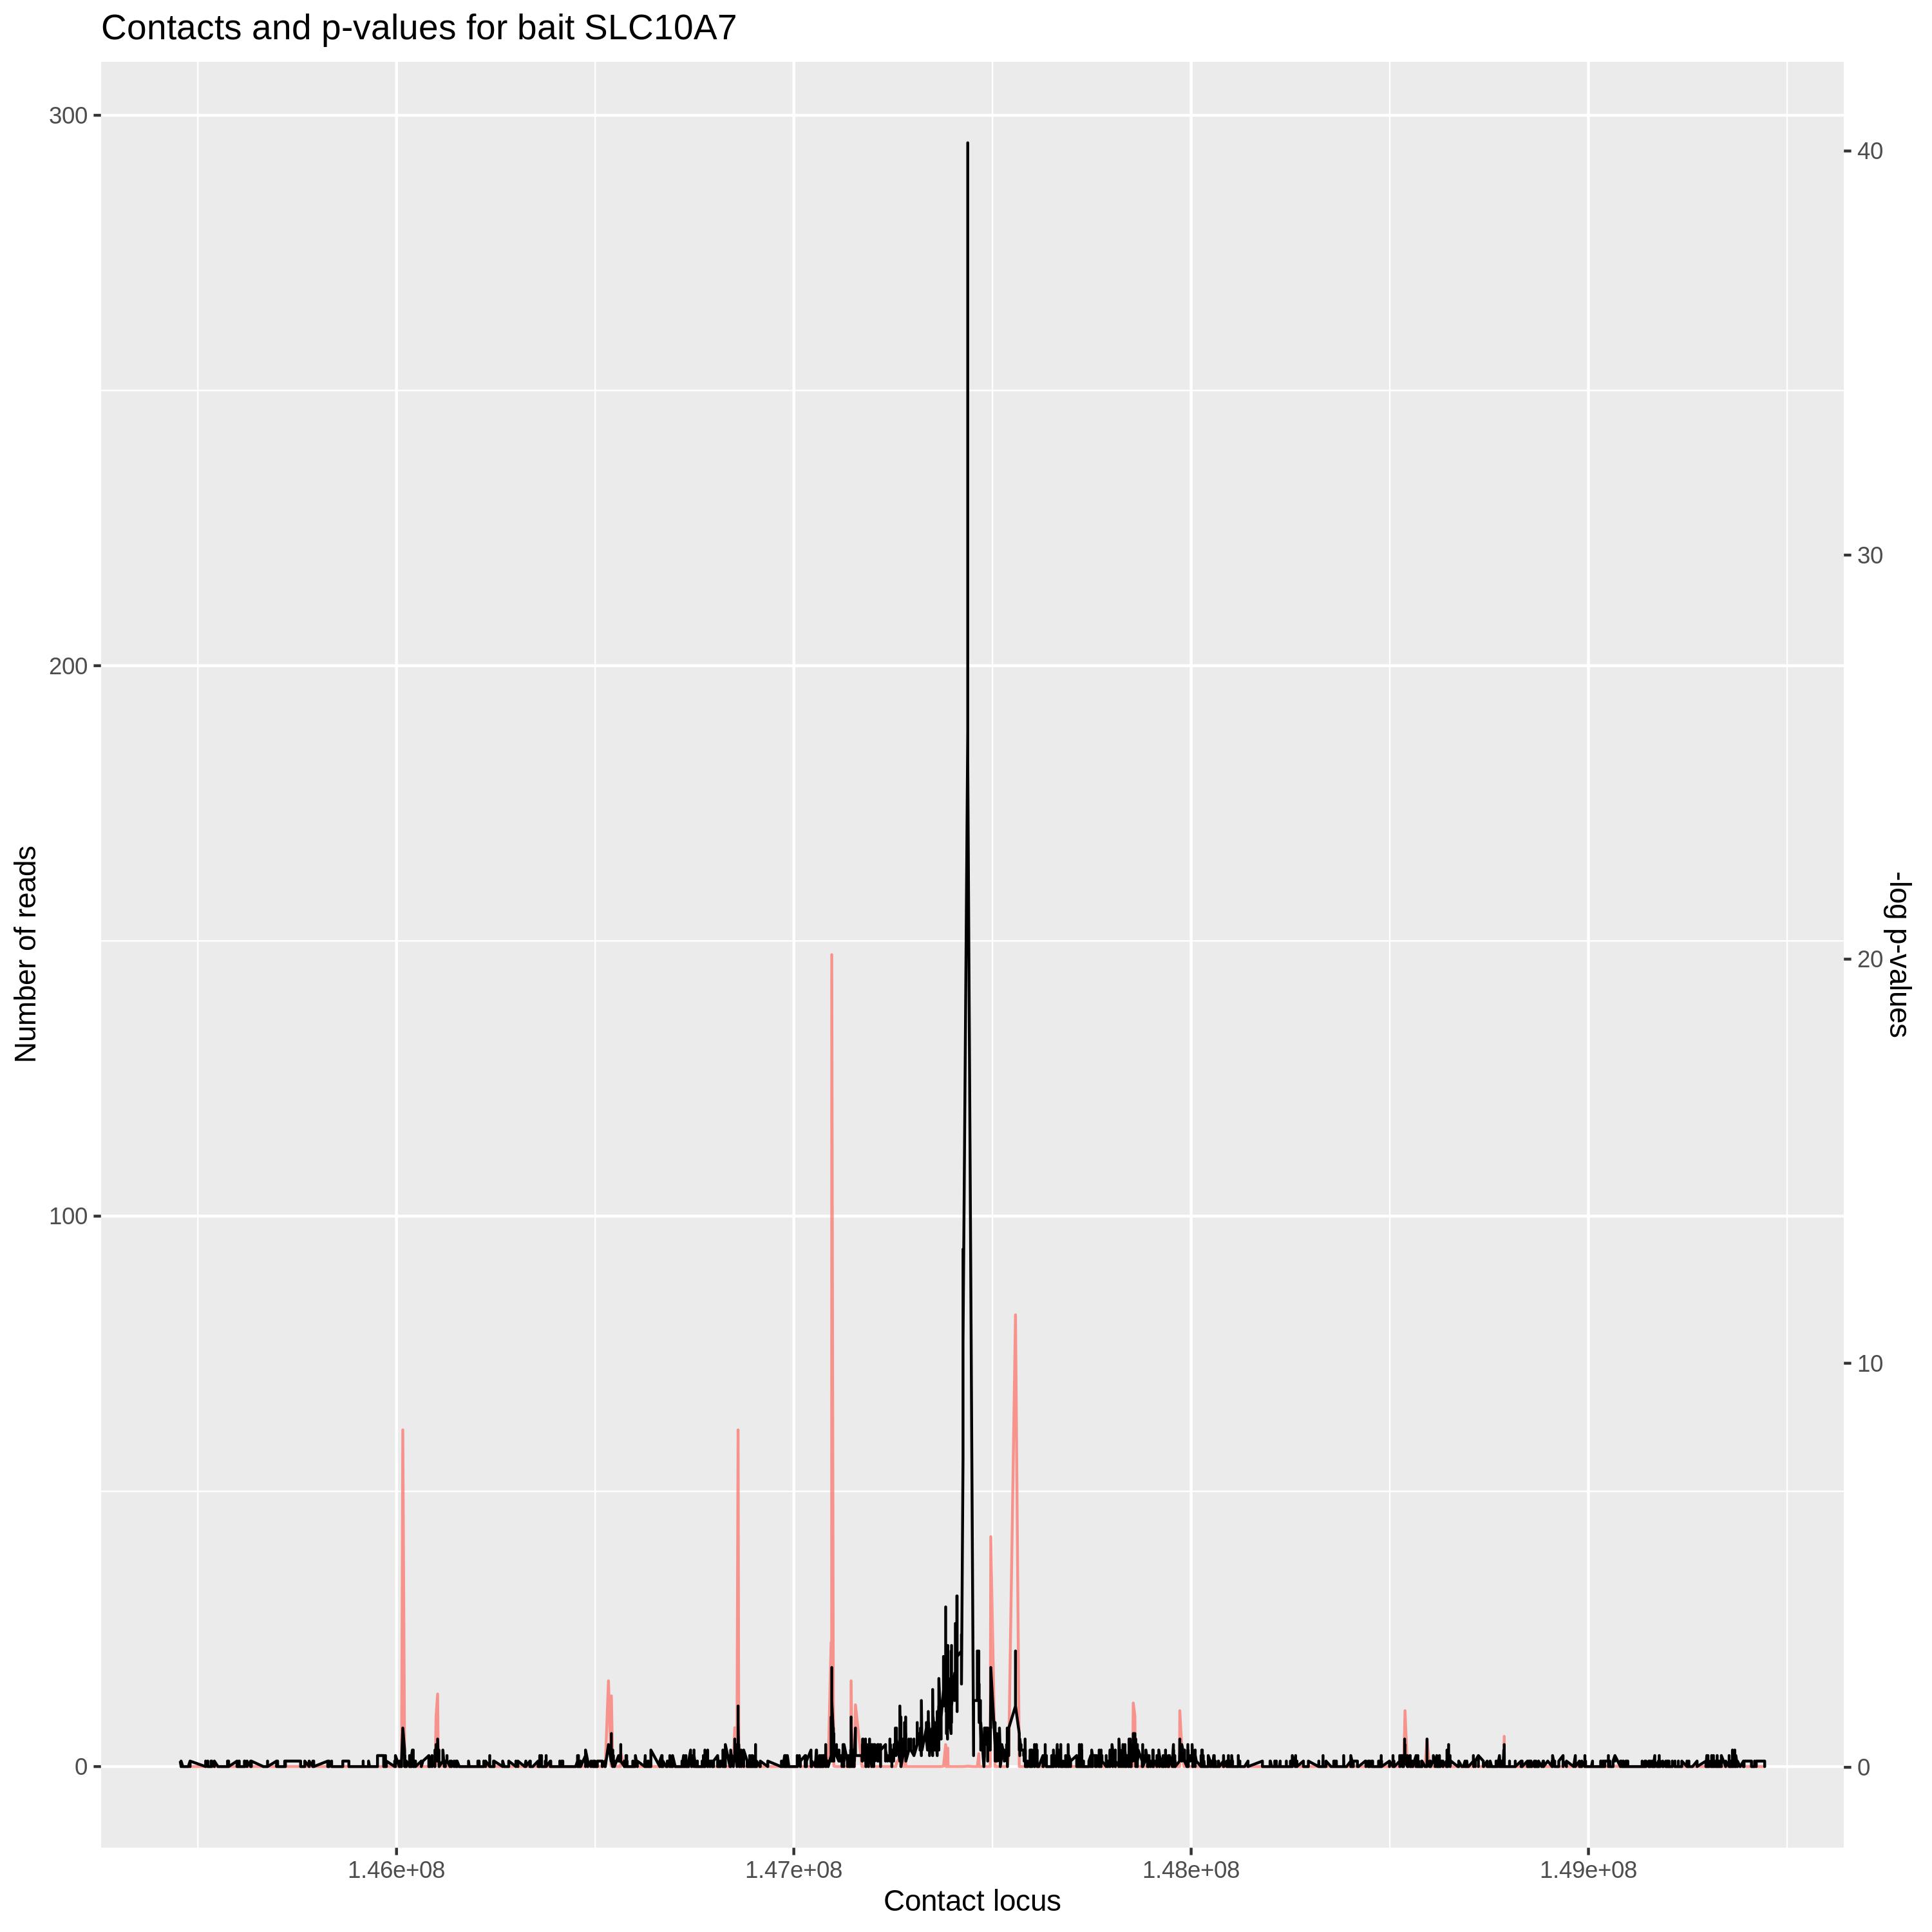 Contacts and p-values for bait SLC10A7
300
200
100
0
Number of reads
40
30
20
10
0
-log p-values
1.46e+08
1.47e+08
1.48e+08
1.49e+08
Contact locus